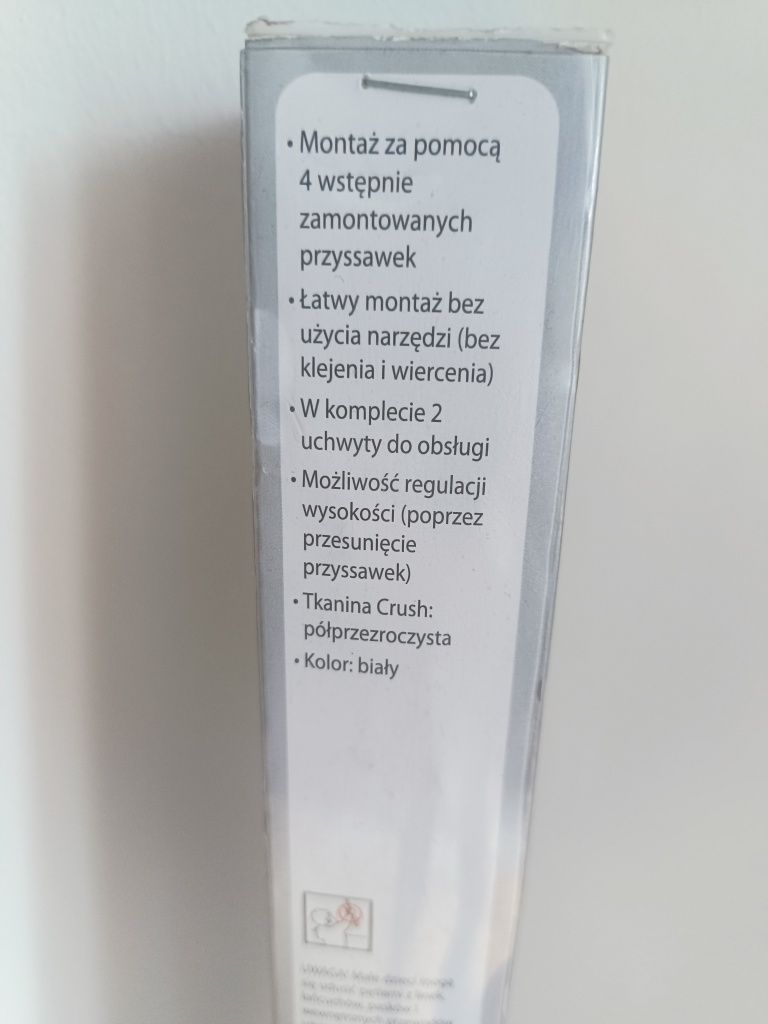 • Montaż za pomocą
4 wstępnie
zamontowanych
przyssawek
• Łatwy montaż bez
użycia narzędzi (bez
klejenia i wiercenia)
• W komplecie 2
uchwyty do obsługi
• Możliwość regulacji
wysokości (poprzez
przesunięcie
przyssawek)
• Tkanina Crush:
półprzezroczysta
• Kolor: biały